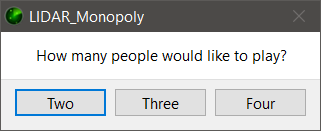 LIDAR_Monopoly
How many people would like to play?
Two Three Four